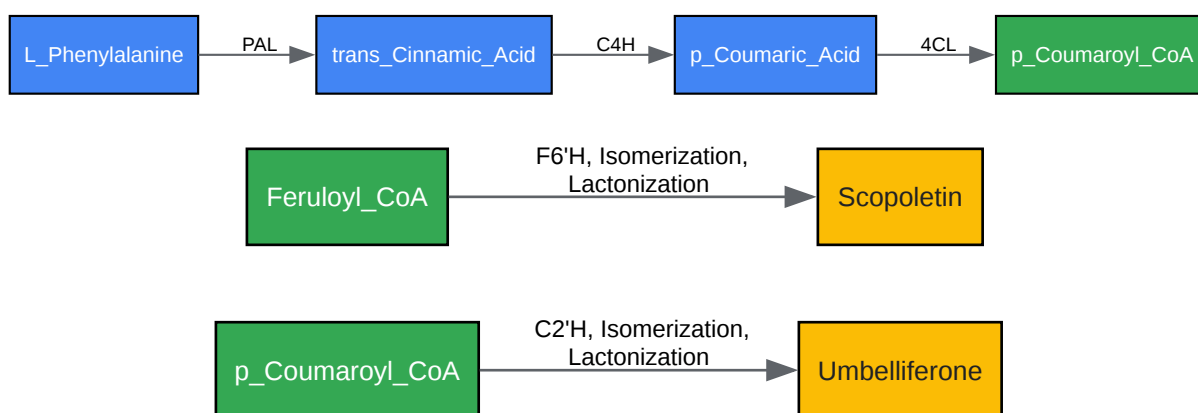 L_Phenylalanine PAL trans_Cinnamic_Acid C4H p_Coumaric_Acid 4CL p_Coumaroyl_CoA
F6'H, Isomerization,
Lactonization
Feruloyl_CoA Scopoletin
C2'H, Isomerization,
Lactonization
p_Coumaroyl_CoA Umbelliferone